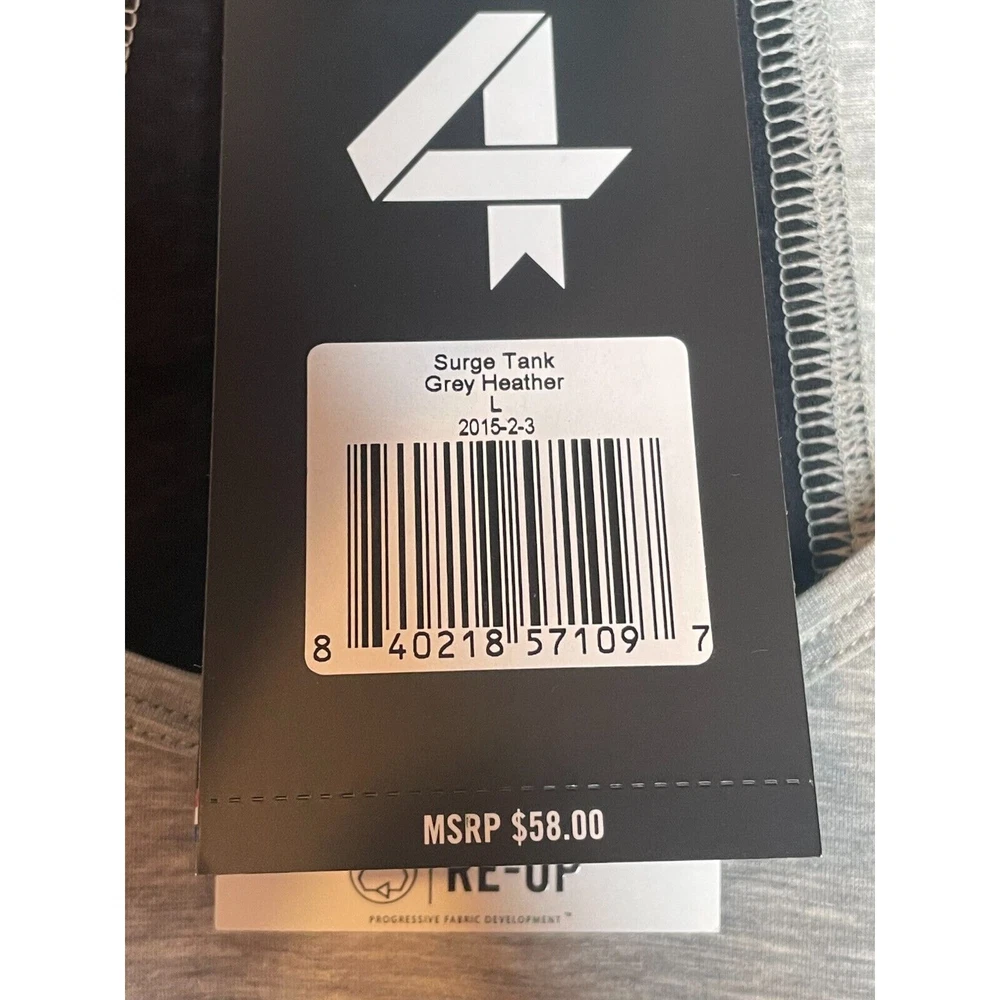 4
Surge Tank
Grey Heather
L
2015-2-3
8 40218 57109 7
MSRP $58.00
RE-UP
PROGRESSIVE FABRIC DEVELOPMENT™